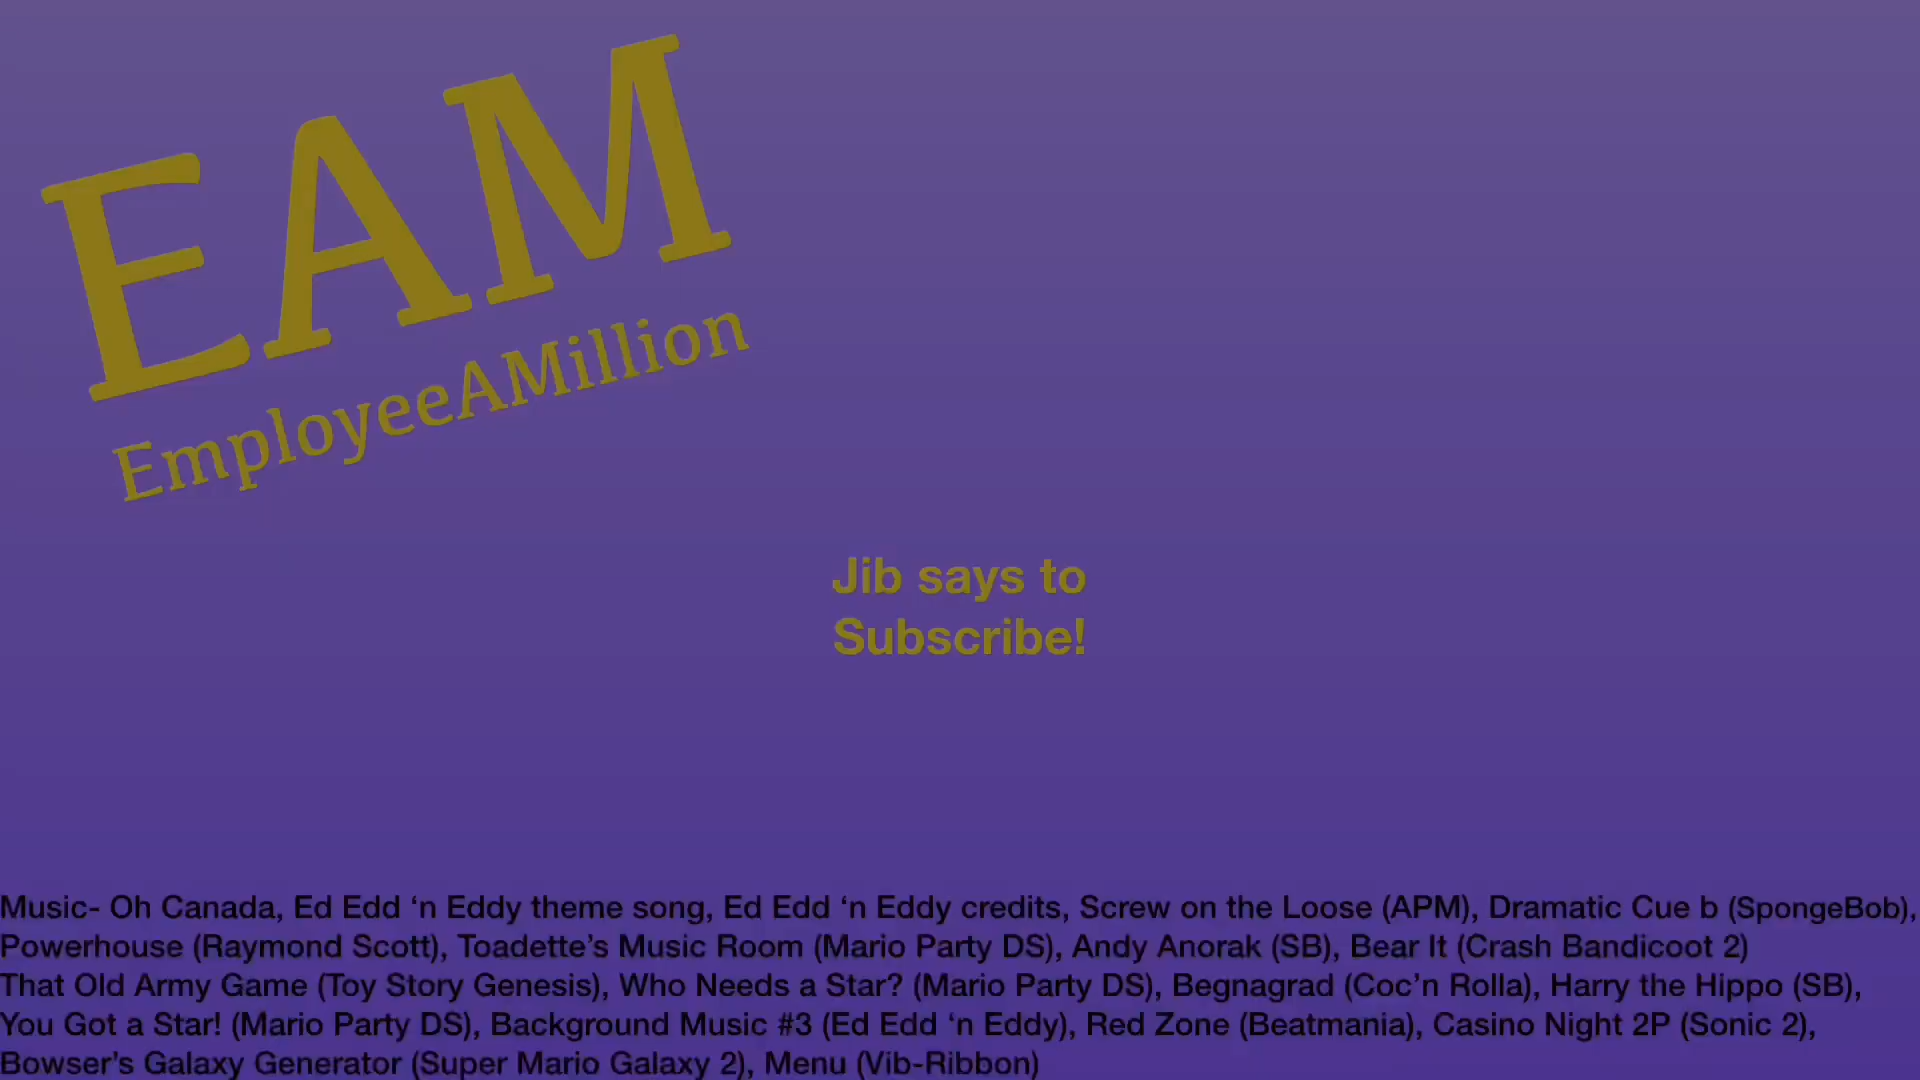 EAM
EmployeeAMillion
Jib says to
Subscribe!
Music- Oh Canada, Ed Edd ‘n Eddy theme song, Ed Edd ‘n Eddy credits, Screw on the Loose (APM), Dramatic Cue b (SpongeBob),
Powerhouse (Raymond Scott), Toadette’s Music Room (Mario Party DS), Andy Anorak (SB), Bear It (Crash Bandicoot 2)
That Old Army Game (Toy Story Genesis), Who Needs a Star? (Mario Party DS), Begnagrad (Coc’n Rolla), Harry the Hippo (SB),
You Got a Star! (Mario Party DS), Background Music #3 (Ed Edd ‘n Eddy), Red Zone (Beatmania), Casino Night 2P (Sonic 2),
Bowser’s Galaxy Generator (Super Mario Galaxy 2), Menu (Vib-Ribbon)